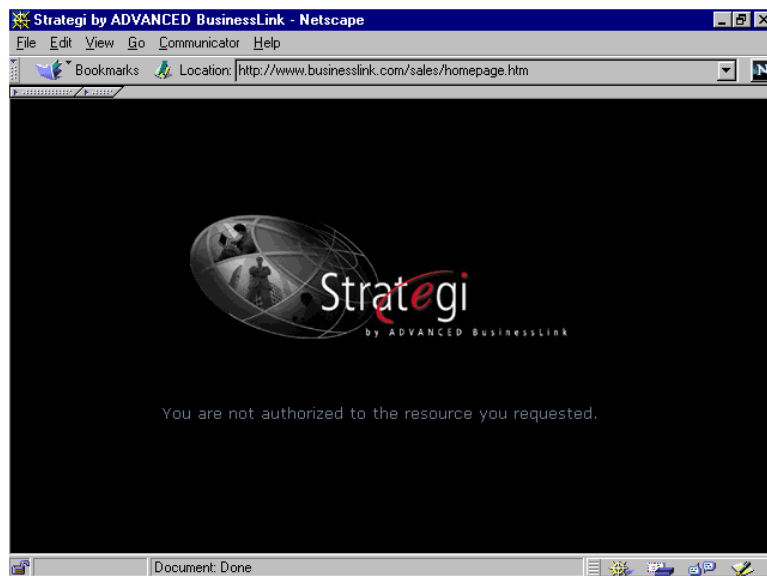 Strategi by ADVANCED BusinessLink - Netscape
File Edit View Go Communicator Help
Bookmarks Location: http://www.businesslink.com/sales/homepage.htm N
Strategi
by ADVANCED BusinessLink
You are not authorized to the resource you requested.
Document: Done